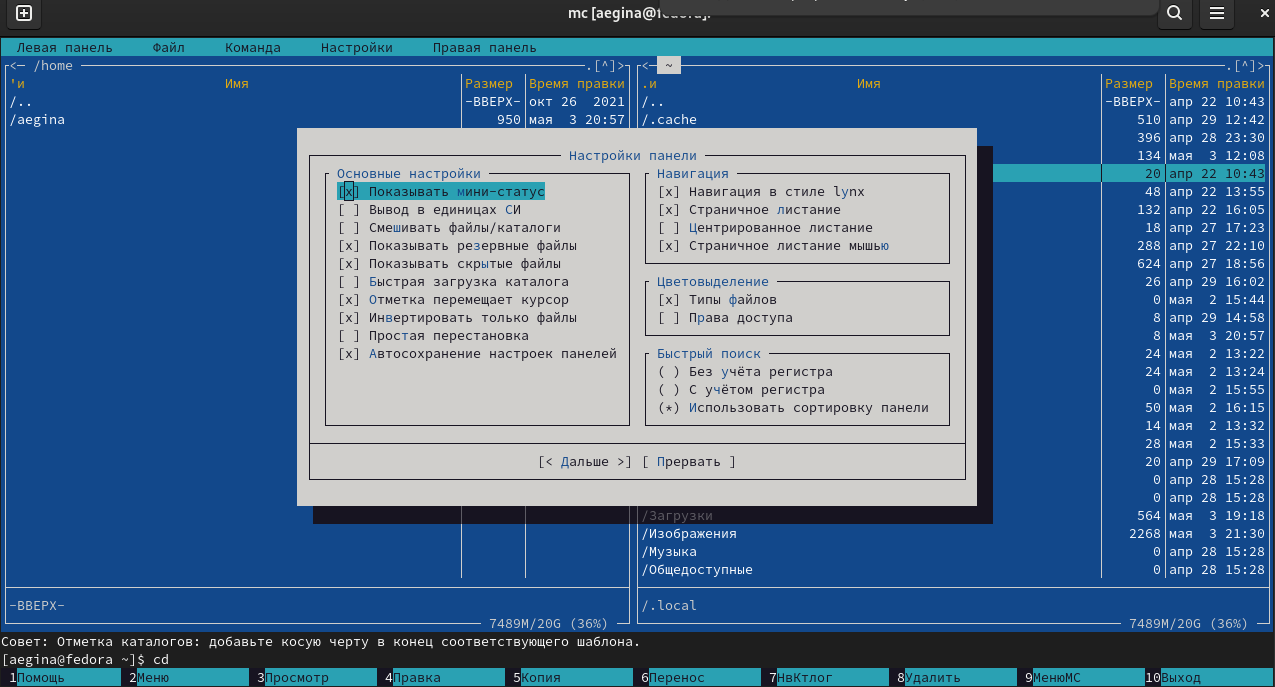 mc [aegina@fedora]:
Левая панель Файл Команда Настройки Правая панель
<— /home .[^]> <— ~ .[^]>
'и Имя Размер Время правки .и Имя Размер Время правки
/.. -ВВЕРХ- окт 26 2021 /.. -ВВЕРХ- апр 22 10:43
/aegina 950 мая 3 20:57 /.cache 510 апр 29 12:42
396 апр 28 23:30
Настройки панели 134 мая 3 12:08
Основные настройки Навигация 20 апр 22 10:43
[x] Показывать мини-статус [x] Навигация в стиле lynx 48 апр 22 13:55
[ ] Вывод в единицах СИ [x] Страничное листание 132 апр 22 16:05
[ ] Смешивать файлы/каталоги [ ] Центрированное листание 18 апр 27 17:23
[x] Показывать резервные файлы [x] Страничное листание мышью 288 апр 27 22:10
[x] Показывать скрытые файлы 624 апр 27 18:56
[ ] Быстрая загрузка каталога Цветовыделение 26 апр 29 16:02
[x] Отметка перемещает курсор [x] Типы файлов 0 мая 2 15:44
[x] Инвертировать только файлы [ ] Права доступа 8 апр 29 14:58
[ ] Простая перестановка 8 мая 3 20:57
[x] Автосохранение настроек панелей Быстрый поиск 24 мая 2 13:22
( ) Без учёта регистра 24 мая 2 13:24
( ) С учётом регистра 0 мая 2 15:55
(*) Использовать сортировку панели 50 мая 2 16:15
14 мая 2 13:32
28 мая 2 15:33
[< Дальше >] [ Прервать ] 20 апр 29 17:09
0 апр 28 15:28
0 апр 28 15:28
/Загрузки 564 мая 3 19:18
/Изображения 2268 мая 3 21:30
/Музыка 0 апр 28 15:28
/Общедоступные 0 апр 28 15:28
-ВВЕРХ- /.local
7489M/20G (36%) 7489M/20G (36%)
Совет: Отметка каталогов: добавьте косую черту в конец соответствующего шаблона.
[aegina@fedora ~]$ cd
1Помощь 2Меню 3Просмотр 4Правка 5Копия 6Перенос 7НвКтлог 8Удалить 9МенюМС 10Выход